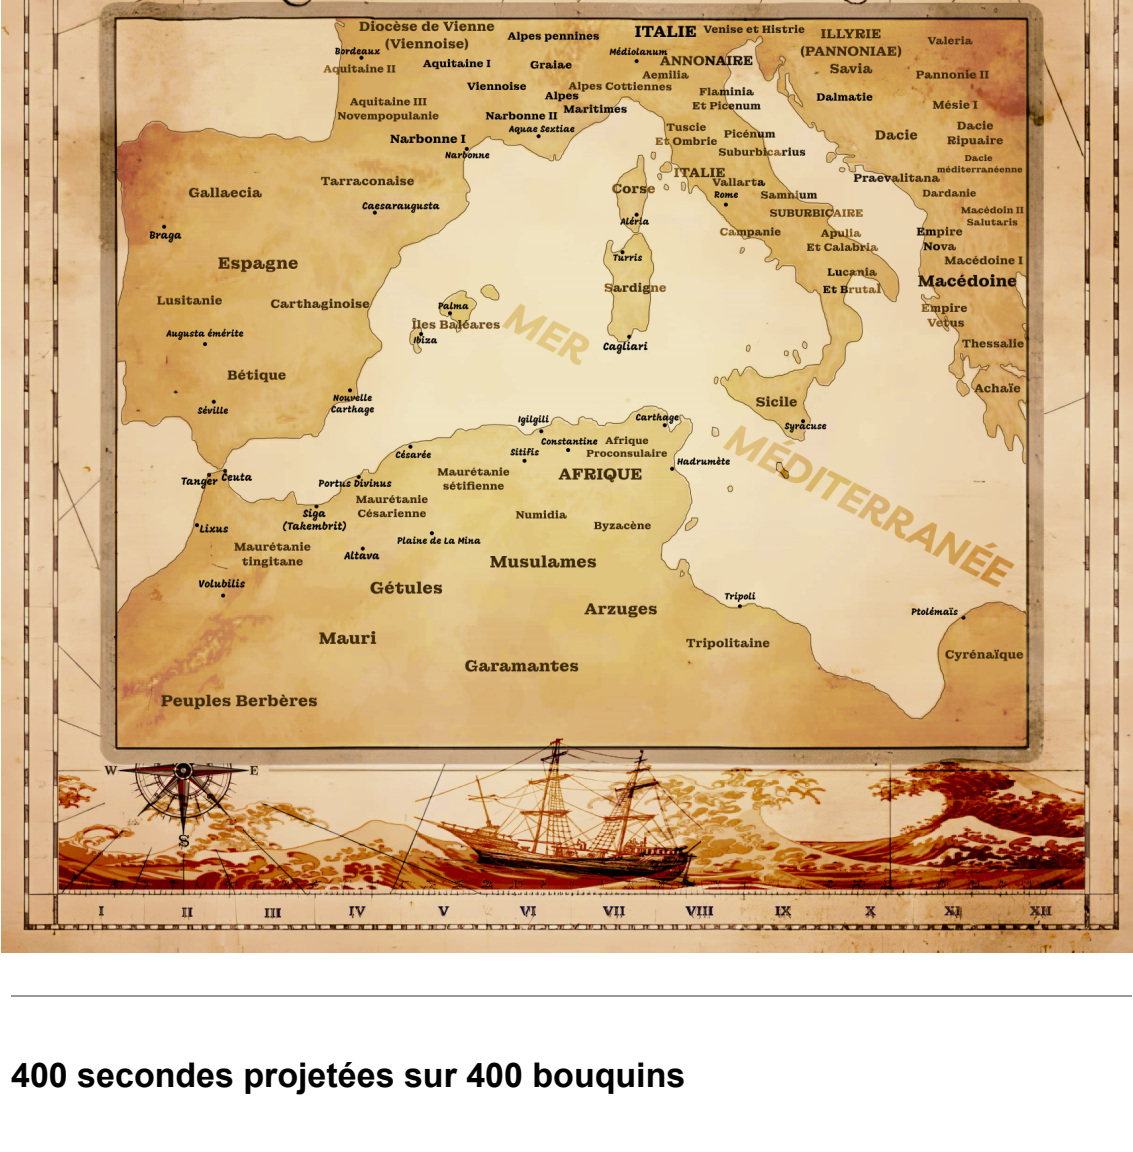 Diocèse de Vienne
(Viennoise)
Alpes pennines
ITALIE
Venise et Histrie
ILLYRIE
(PANNONIAE)
Savia
Valeria
Bordeaux
Aquitaine II
Aquitaine I
Graiae
Médiolanum
ANNONAIRE
Aemilia
Pannonie II
Viennoise
Alpes Cottiennes
Alpes
Maritimes
Flaminia
Et Picenum
Dalmatie
Mésie I
Aquitaine III
Novempopulanie
Narbonne II
Aquae Sextiae
Narbonne I
Narbonne
Tuscie
Et Ombrie
Picénum
Suburbicarius
Dacie
Dacie
Ripuaire
Dacie
méditerranéenne
Gallaecia
Tarraconaise
Caesaraugusta
Corse
Aléria
ITALIE
Vallarta
Rome
Samnium
SUBURBICAIRE
Praevalitana
Dardanie
Macédoin II
Salutaris
Braga
Campanie
Apulia
Et Calabria
Empire
Nova
Macédoine I
Espagne
Turris
Sardigne
Lucania
Et Brutal
Macédoine
Lusitanie
Carthaginoise
Palma
Îles Baléares
Ibiza
MER
Empire
Vetus
Augusta émérite
Cagliari
Thessalie
Bétique
Achaïe
Séville
Nouvelle
Carthage
Sicile
Syracuse
Igilgili
Carthage
Constantine
Afrique
Proconsulaire
MÉDITERRANÉE
Césarée
Sitifis
Hadrumète
Tanger
Ceuta
Portus Divinus
Maurétanie
sétifienne
AFRIQUE
Maurétanie
Césarienne
Siga
(Takembrit)
Numidia
Byzacène
Lixus
Maurétanie
tingitane
Altava
Plaine de La Mina
Musulames
Volubilis
Gétules
Arzuges
Tripoli
Ptolémaïs
Mauri
Tripolitaine
Cyrénaïque
Garamantes
Peuples Berbères
W
E
S
I II III IV V VI VII VIII IX X XI XII
400 secondes projetées sur 400 bouquins